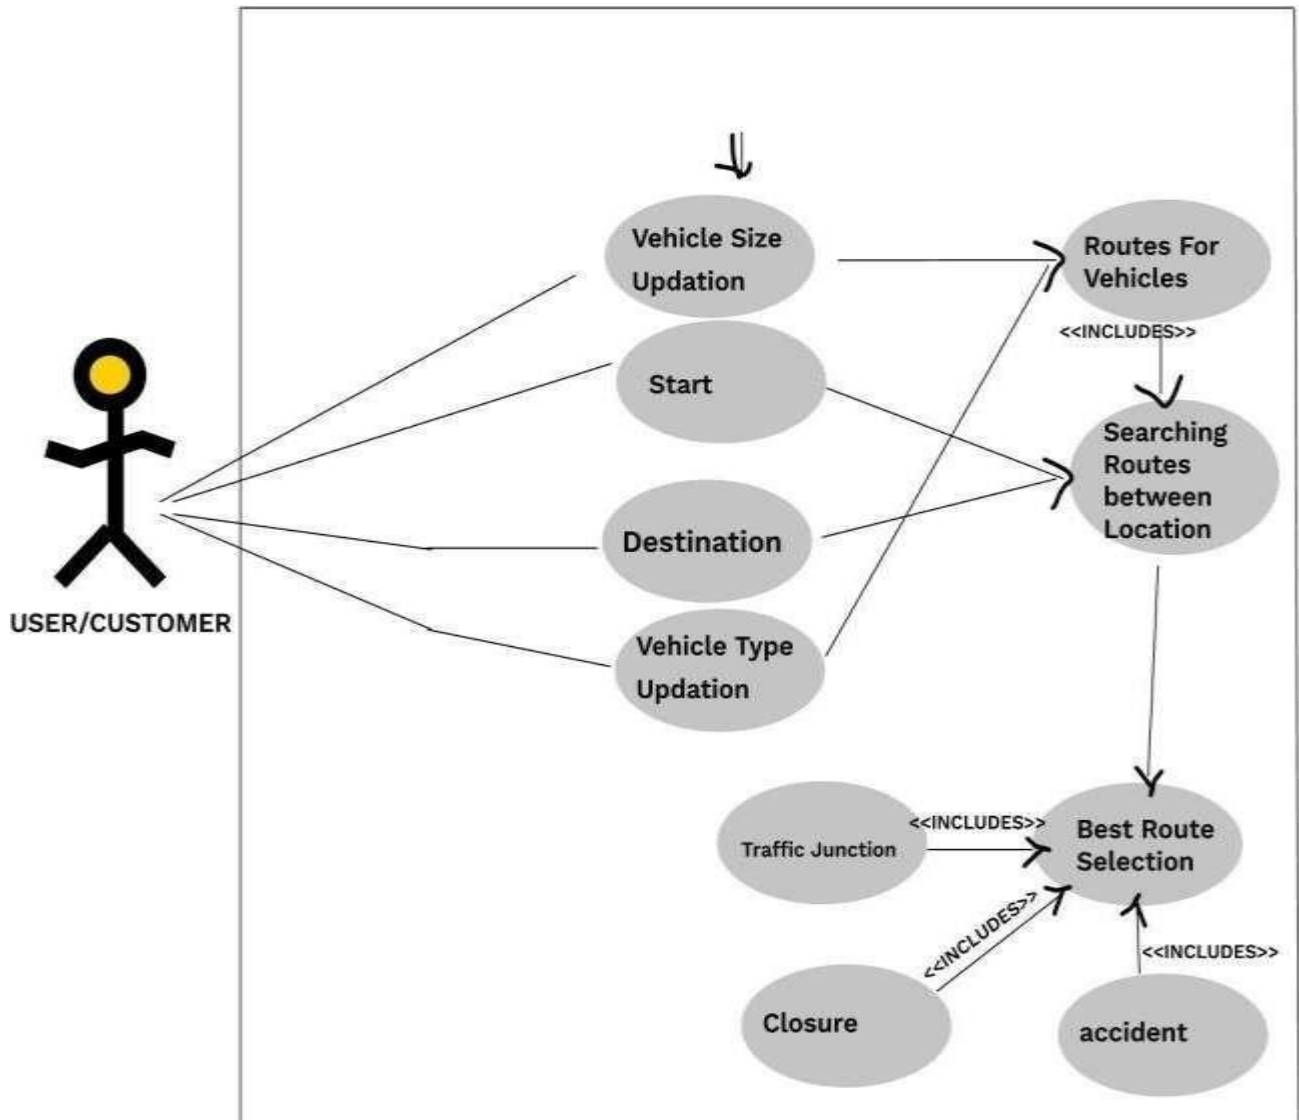 Vehicle Size
Updation
Routes For
Vehicles
<<INCLUDES>>
Start
Searching
Routes
between
Location
Destination
USER/CUSTOMER
Vehicle Type
Updation
<<INCLUDES>>
Traffic Junction
Best Route
Selection
<<INCLUDES>>
<<INCLUDES>>
Closure
accident